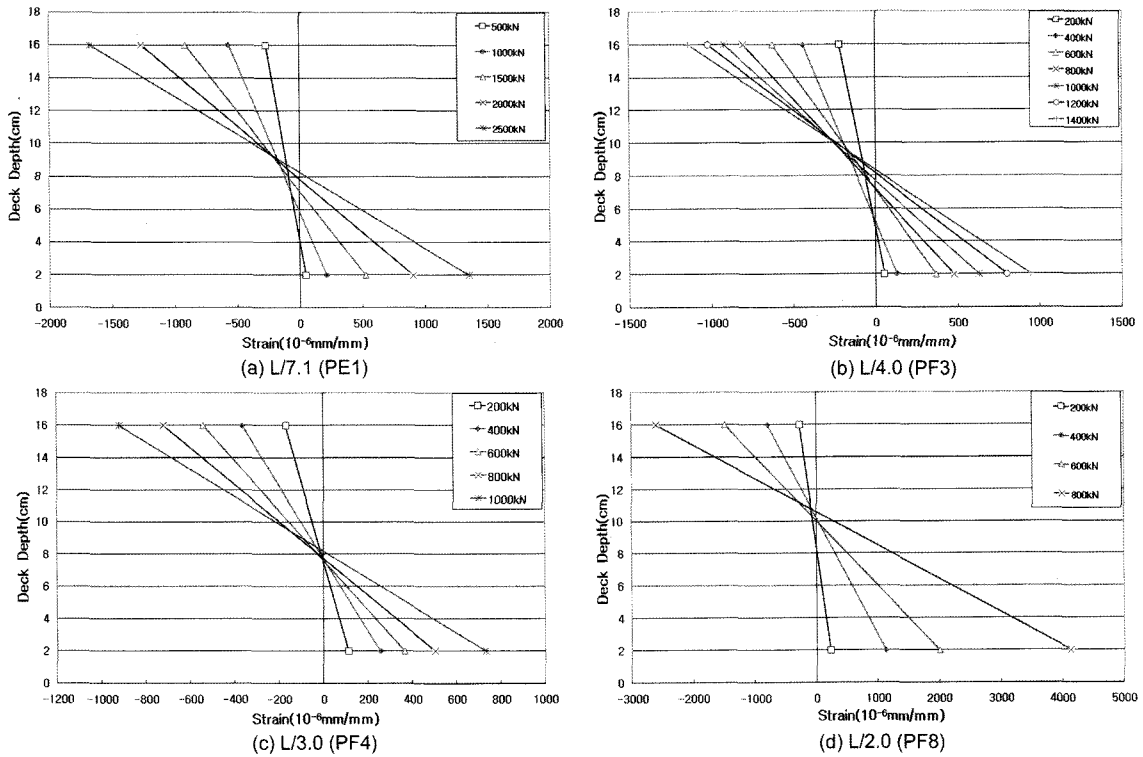 18
16
14
12
10
8
6
4
2
0
Deck Depth(cm)
500kN
1000kN
1500kN
2000kN
2500kN
-2000 -1500 -1000 -500 0 500 1000 1500 2000
Strain(10⁻⁶mm/mm)
(a) L/7.1 (PE1)
18
16
14
12
10
8
6
4
2
0
Deck Depth(cm)
200kN
400kN
600kN
800kN
1000kN
1200kN
1400kN
-1500 -1000 -500 0 500 1000 1500
Strain(10⁻⁶mm/mm)
(b) L/4.0 (PF3)
18
16
14
12
10
8
6
4
2
0
Deck Depth(cm)
200kN
400kN
600kN
800kN
1000kN
-1200 -1000 -800 -600 -400 -200 0 200 400 600 800 1000
Strain(10⁻⁶mm/mm)
(c) L/3.0 (PF4)
18
16
14
12
10
8
6
4
2
0
Deck Depth(cm)
200kN
400kN
600kN
800kN
-3000 -2000 -1000 0 1000 2000 3000 4000 5000
Strain(10⁻⁶mm/mm)
(d) L/2.0 (PF8)